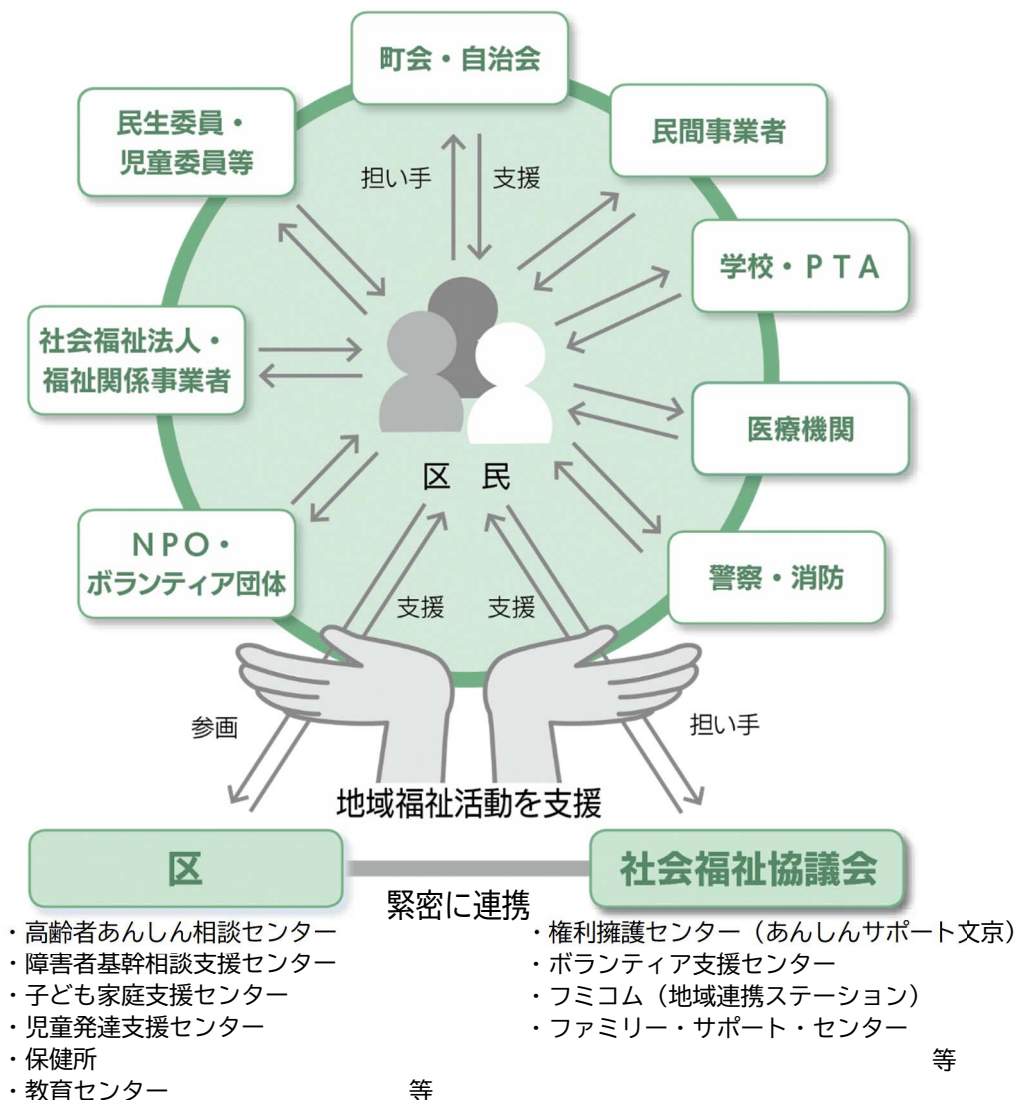 町会・自治会
民生委員・
児童委員等
民間事業者
担い手
支援
学校・PTA
社会福祉法人・
福祉関係事業者
医療機関
区民
NPO・
ボランティア団体
警察・消防
支援
支援
参画
担い手
地域福祉活動を支援
区
社会福祉協議会
緊密に連携
・高齢者あんしん相談センター
・障害者基幹相談支援センター
・子ども家庭支援センター
・児童発達支援センター
・保健所
・教育センター 等
・権利擁護センター（あんしんサポート文京）
・ボランティア支援センター
・フミコム（地域連携ステーション）
・ファミリー・サポート・センター
等